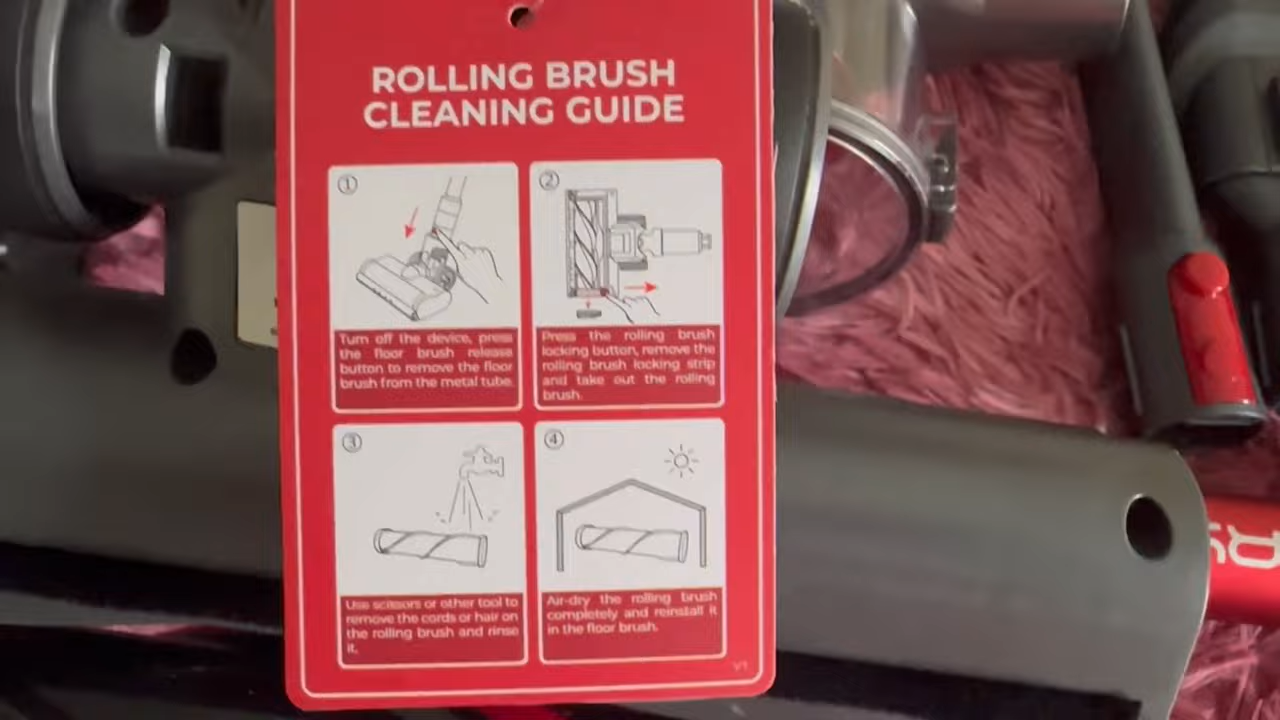 ROLLING BRUSH
CLEANING GUIDE
1
Turn off the device, press
the floor brush release
button to remove the floor
brush from the metal tube.
2
Press the rolling brush
locking button, remove the
rolling brush locking strip
and take out the rolling
brush.
3
Use scissors or other tool to
remove the cords or hair on
the rolling brush and rinse
it.
4
Air-dry the rolling brush
completely and reinstall it
in the floor brush.
V1